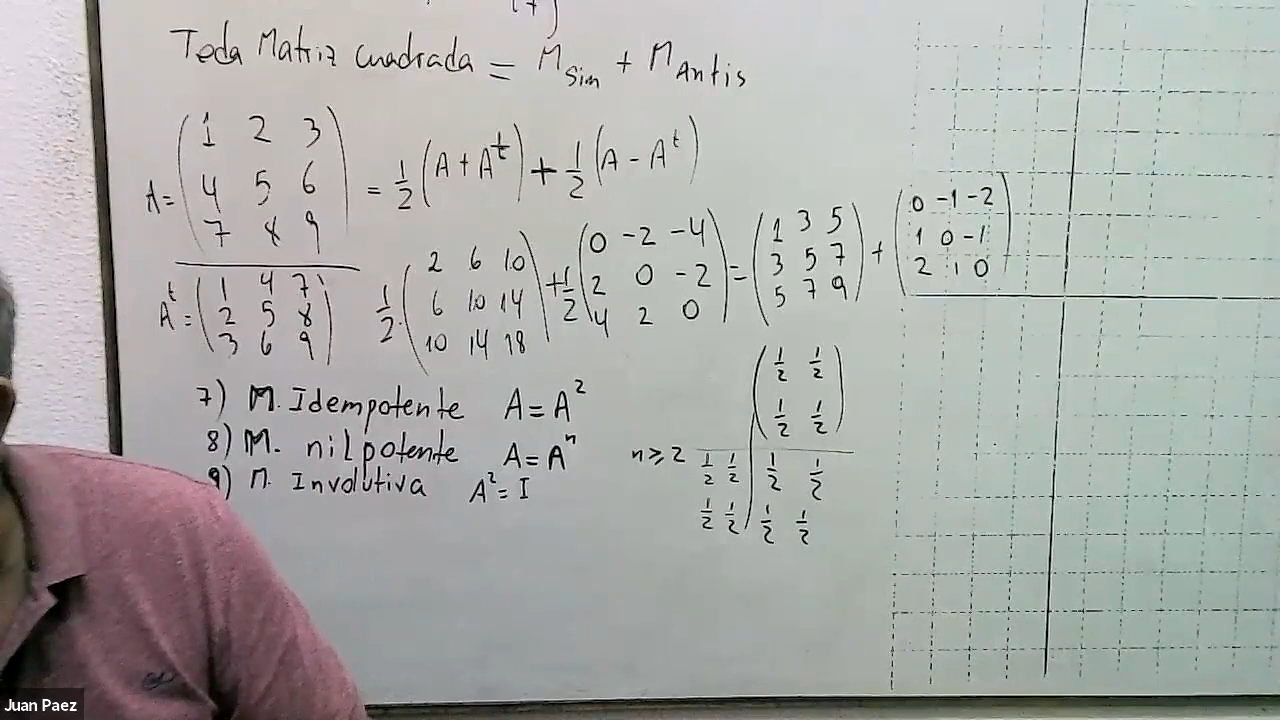 Toda Matriz Cuadrada = M Sim + M Antis
A = (1 2 3 / 4 5 6 / 7 8 9) = 1/2 (A + A^t) + 1/2 (A - A^t)
A^t = (1 4 7 / 2 5 8 / 3 6 9) 1/2 · (2 6 10 / 6 10 14 / 10 14 18) + 1/2 (0 -2 -4 / 2 0 -2 / 4 2 0) = (1 3 5 / 3 5 7 / 5 7 9) + (0 -1 -2 / 1 0 -1 / 2 1 0)
7) M. Idempotente A = A^2
8) M. nilpotente A = A^n n ≥ 2
9) M. Involutiva A^2 = I
(1/2 1/2 / 1/2 1/2)
1/2 1/2 | 1/2 1/2
1/2 1/2 | 1/2 1/2
Juan Paez